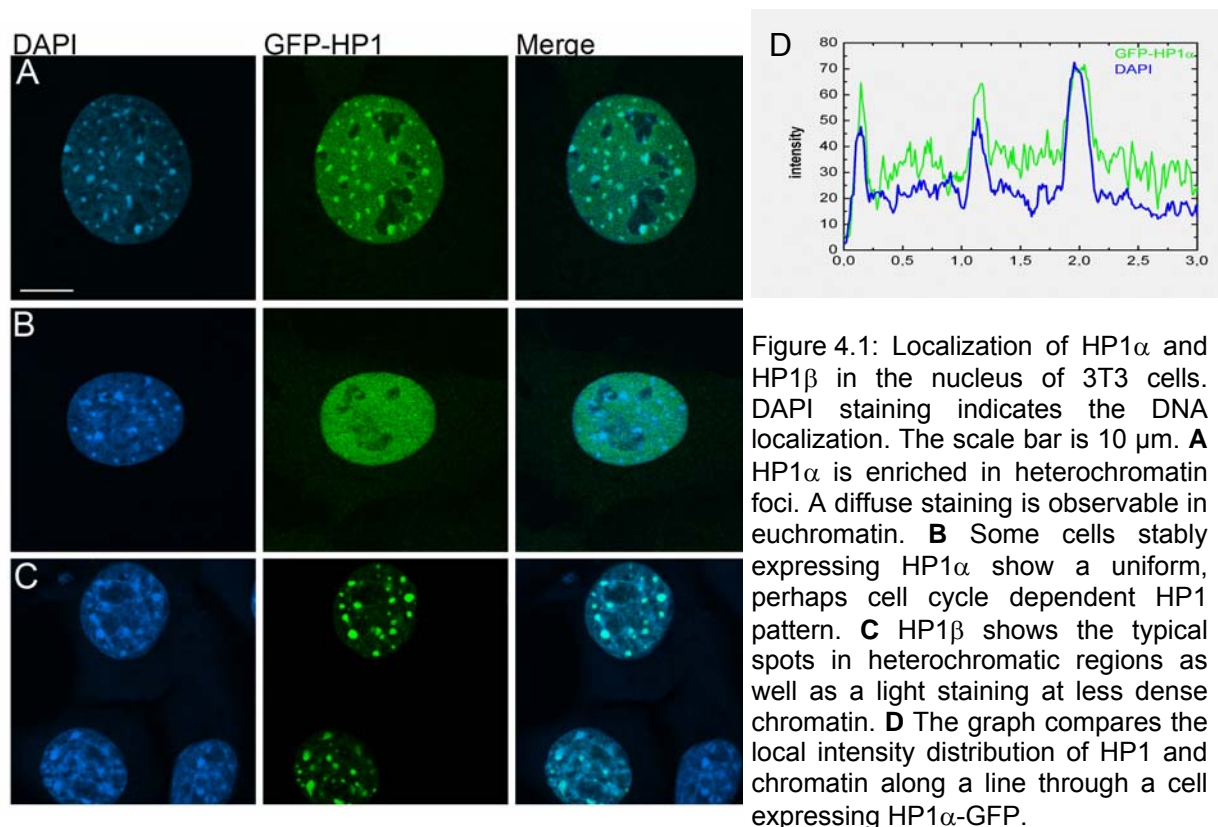 DAPI GFP-HP1 Merge
A
B
C
D
GFP-HP1α
DAPI
80
70
60
50
40
30
20
10
0
intensity
0,0 0,5 1,0 1,5 2,0 2,5 3,0
Figure 4.1: Localization of HP1α and
HP1β in the nucleus of 3T3 cells.
DAPI staining indicates the DNA
localization. The scale bar is 10 µm. A
HP1α is enriched in heterochromatin
foci. A diffuse staining is observable in
euchromatin. B Some cells stably
expressing HP1α show a uniform,
perhaps cell cycle dependent HP1
pattern. C HP1β shows the typical
spots in heterochromatic regions as
well as a light staining at less dense
chromatin. D The graph compares the
local intensity distribution of HP1 and
chromatin along a line through a cell
expressing HP1α-GFP.